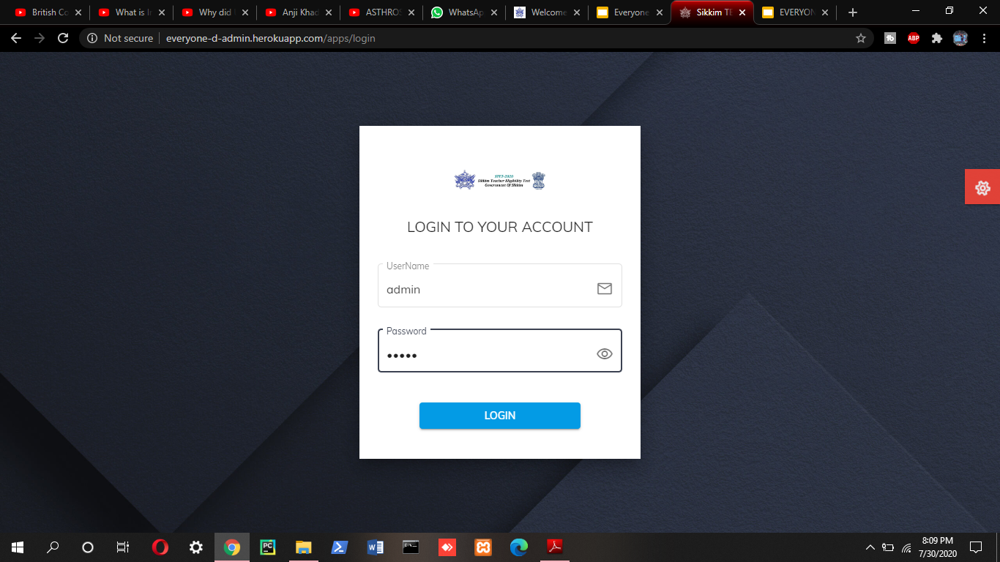 British Co
What is I
Why did
Anji Khad
ASTHROS
WhatsAp
Welcome
Everyone
Sikkim TE
EVERYON
Not secure
everyone-d-admin.herokuapp.com/apps/login
ABP
STET-2020
Sikkim Teacher Eligibility Test
Government Of Sikkim
LOGIN TO YOUR ACCOUNT
UserName
admin
Password
•••••
LOGIN
PC
8:09 PM
7/30/2020